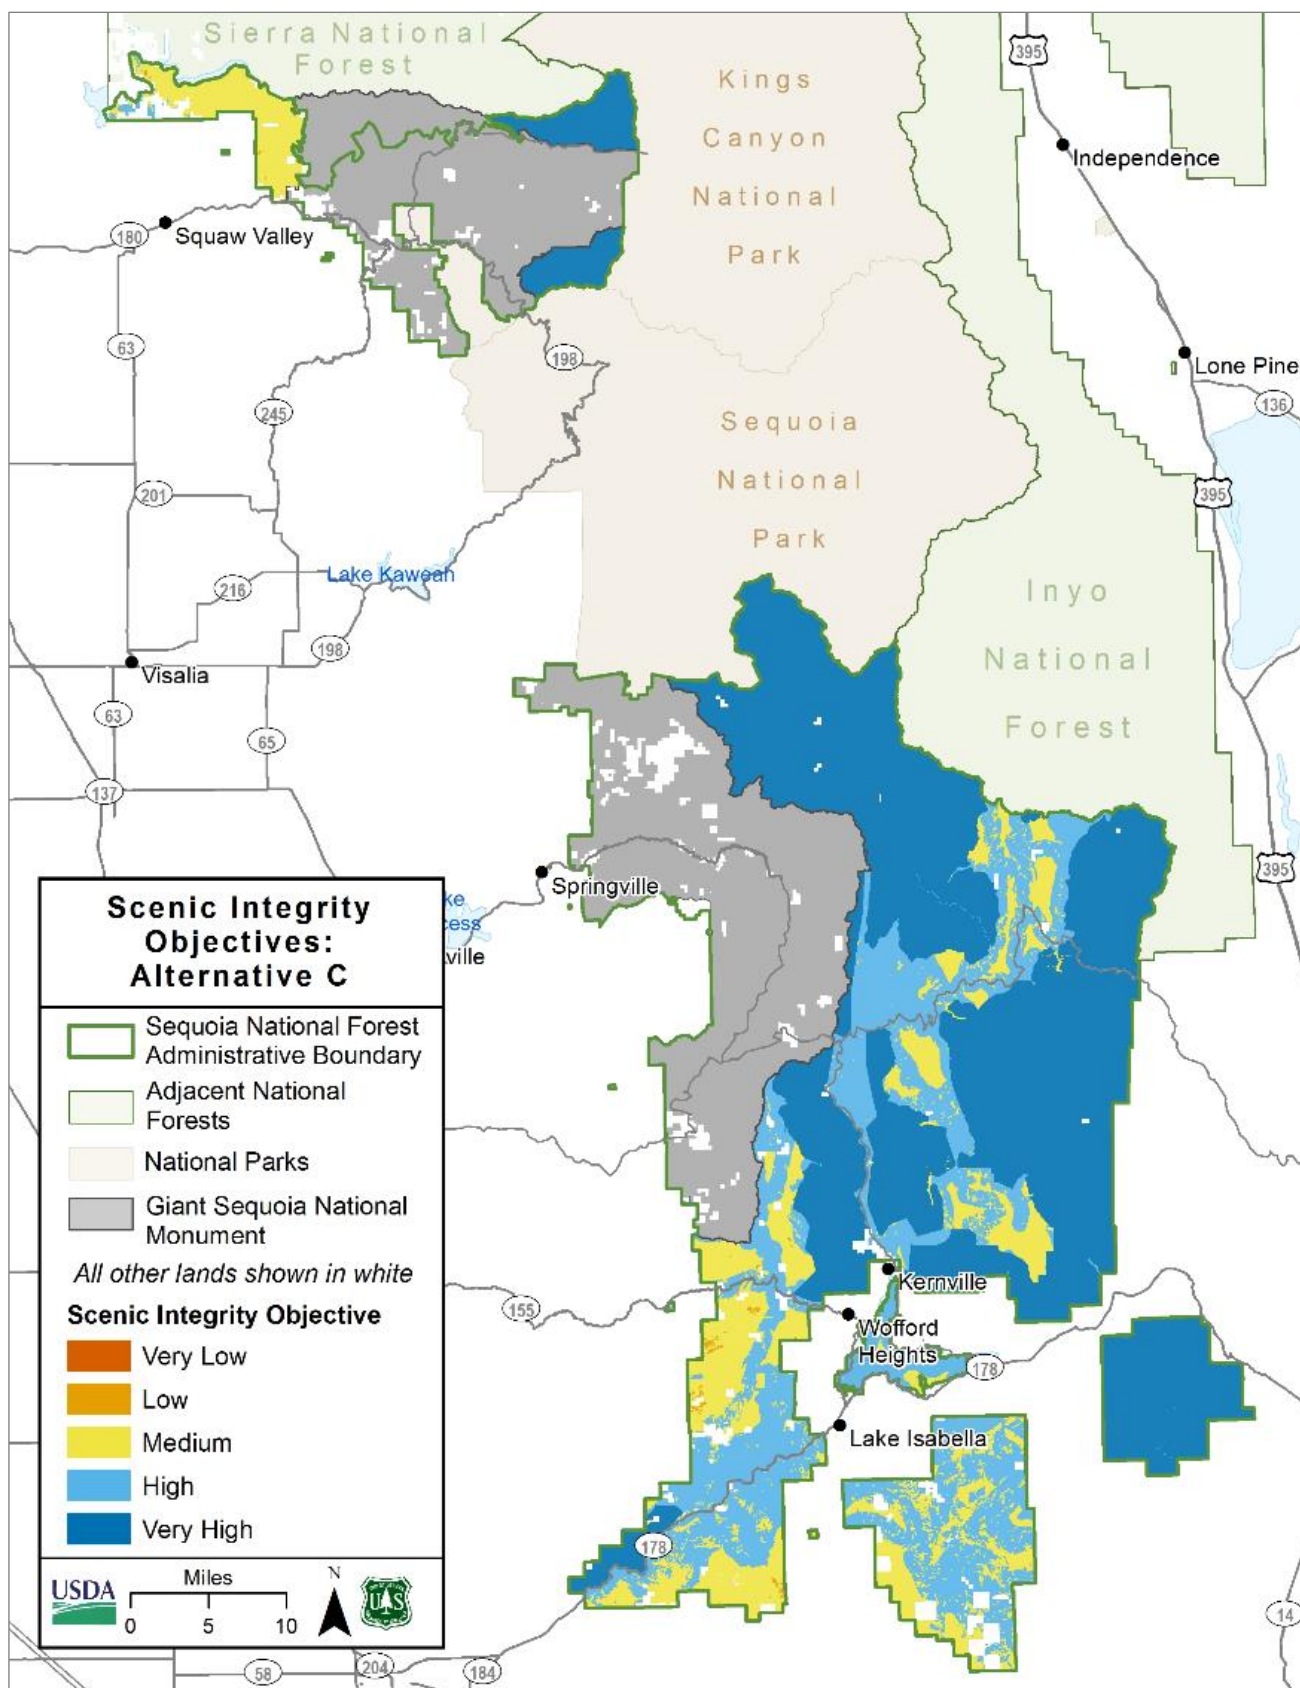 Sierra National
Forest
Kings
Canyon
National
Park
395
Independence
Squaw Valley
180
63
198
Lone Pine
136
245
Sequoia
National
Park
201
395
Lake Kaweah
216
Inyo
National
Forest
198
Visalia
63
65
137
395
Springville
ke
cess
ville
Scenic Integrity
Objectives:
Alternative C
Sequoia National Forest
Administrative Boundary
Adjacent National
Forests
National Parks
Giant Sequoia National
Monument
All other lands shown in white
Scenic Integrity Objective
Very Low
Low
Medium
High
Very High
USDA
Miles
0 5 10
N
U S
Kernville
155
Wofford
Heights
178
Lake Isabella
178
14
58
204
184